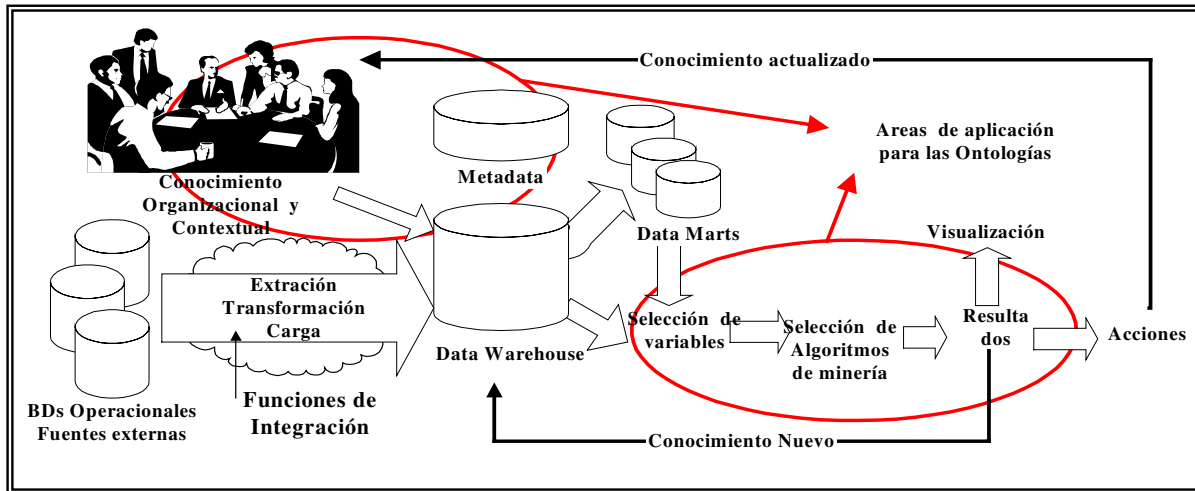 Conocimiento actualizado
Areas de aplicación
para las Ontologías
Metadata
Conocimiento
Organizacional y
Contextual
Data Marts
Visualización
Extración
Transformación
Carga
Selección de
variables
Selección de
Algoritmos
de minería
Resulta
dos
Acciones
Data Warehouse
BDs Operacionales
Fuentes externas
Funciones de
Integración
Conocimiento Nuevo